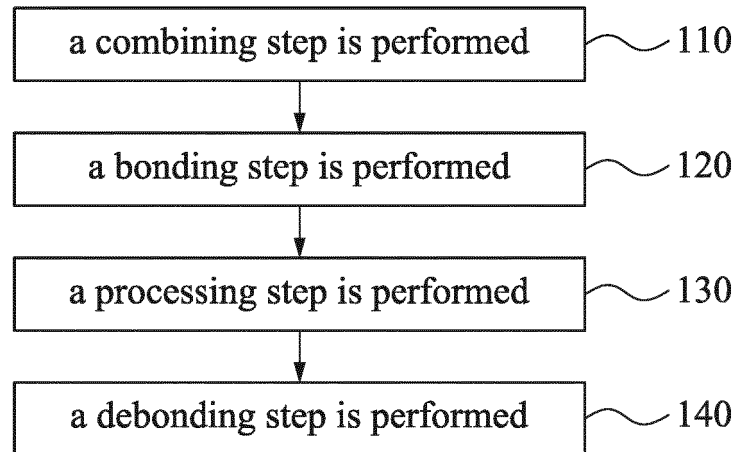 a combining step is performed 110
a bonding step is performed 120
a processing step is performed 130
a debonding step is performed 140